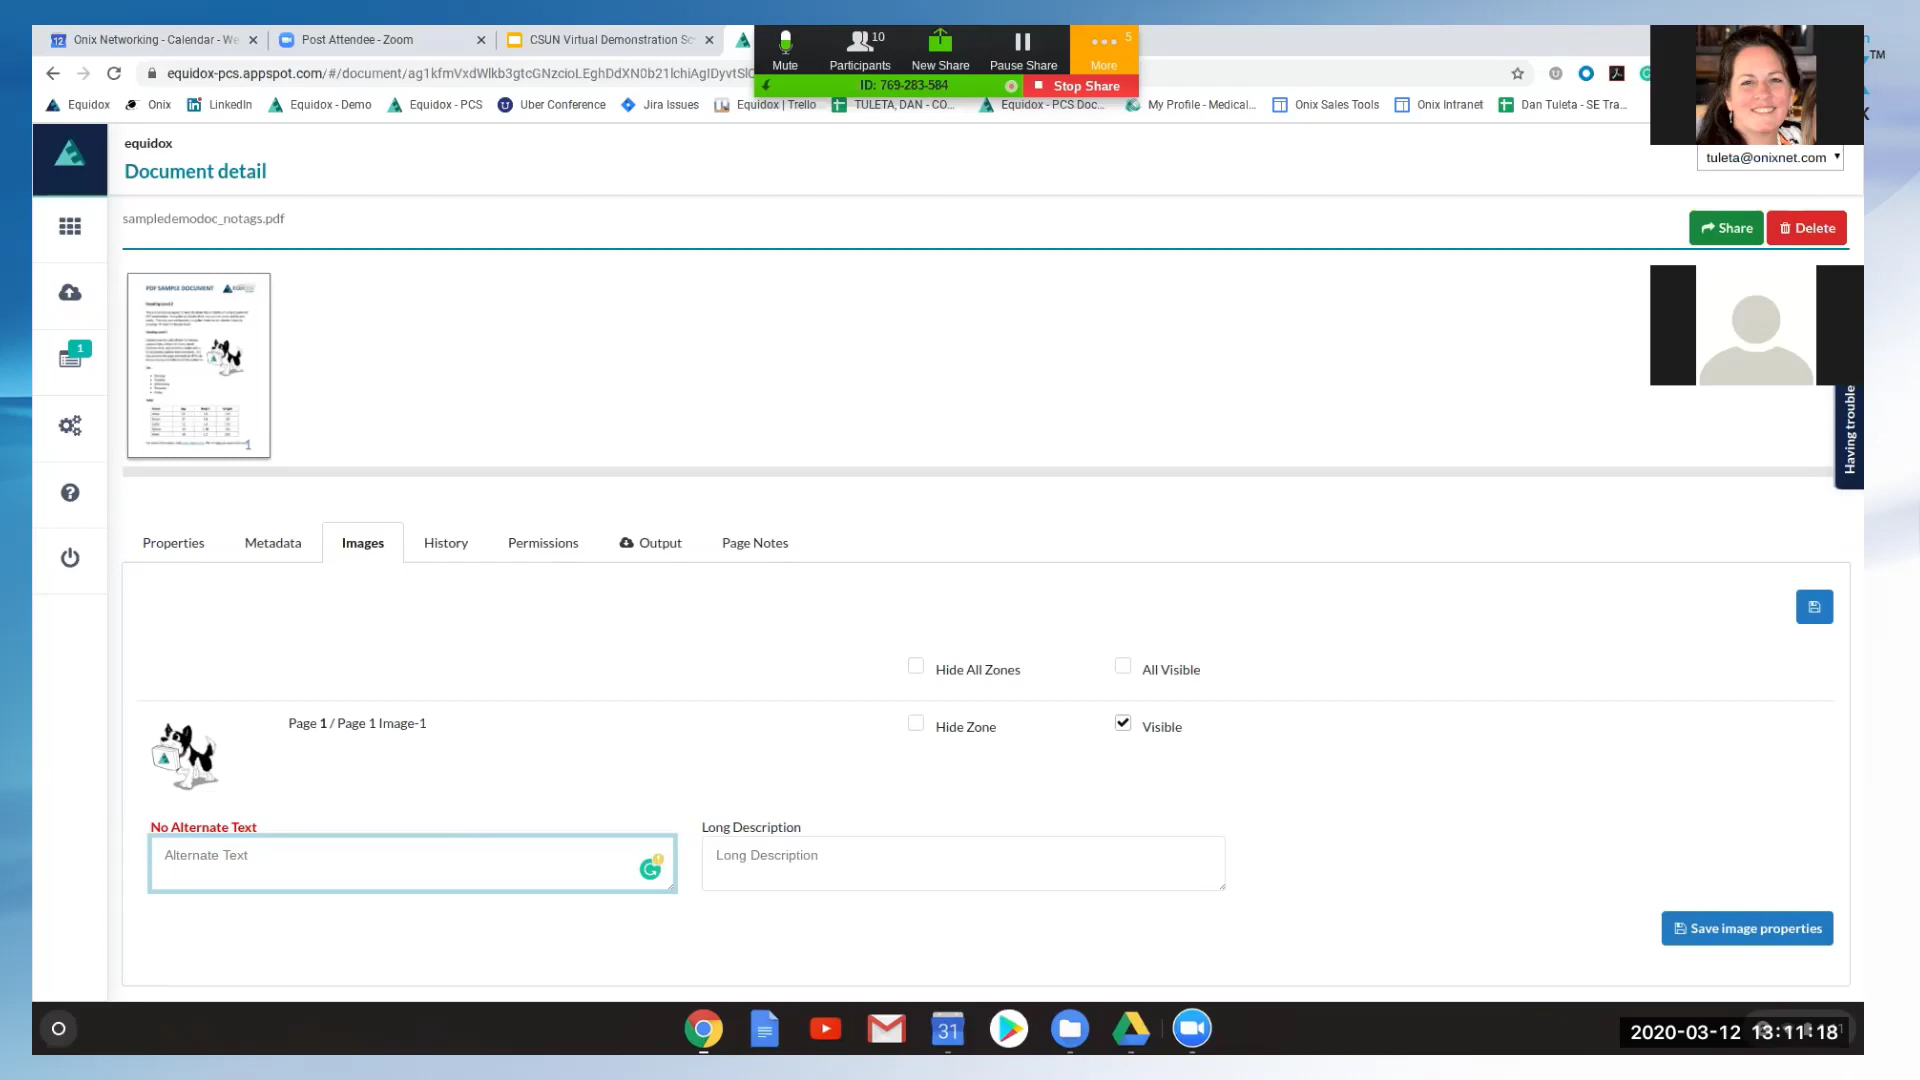 Onix Networking - Calendar - We
Post Attendee - Zoom
CSUN Virtual Demonstration Sc
Mute
Participants
10
New Share
Pause Share
More
5
ID: 769-283-584
Stop Share
equidox-pcs.appspot.com/#/document/
Equidox
Onix
LinkedIn
Equidox - Demo
Equidox - PCS
Uber Conference
Jira Issues
Equidox | Trello
TULETA, DAN - CO...
Equidox - PCS Doc...
My Profile - Medical...
Onix Sales Tools
Onix Intranet
Dan Tuleta - SE Tra...
TM
equidox
Document detail
tuleta@onixnet.com
sampledemodoc_notags.pdf
Share
Delete
PDF SAMPLE DOCUMENT
1
1
Having trouble
Properties
Metadata
Images
History
Permissions
Output
Page Notes
Hide All Zones
All Visible
Page 1 / Page 1 Image-1
Hide Zone
Visible
No Alternate Text
Long Description
Alternate Text
Long Description
Save image properties
31
2020-03-12 13:11:18